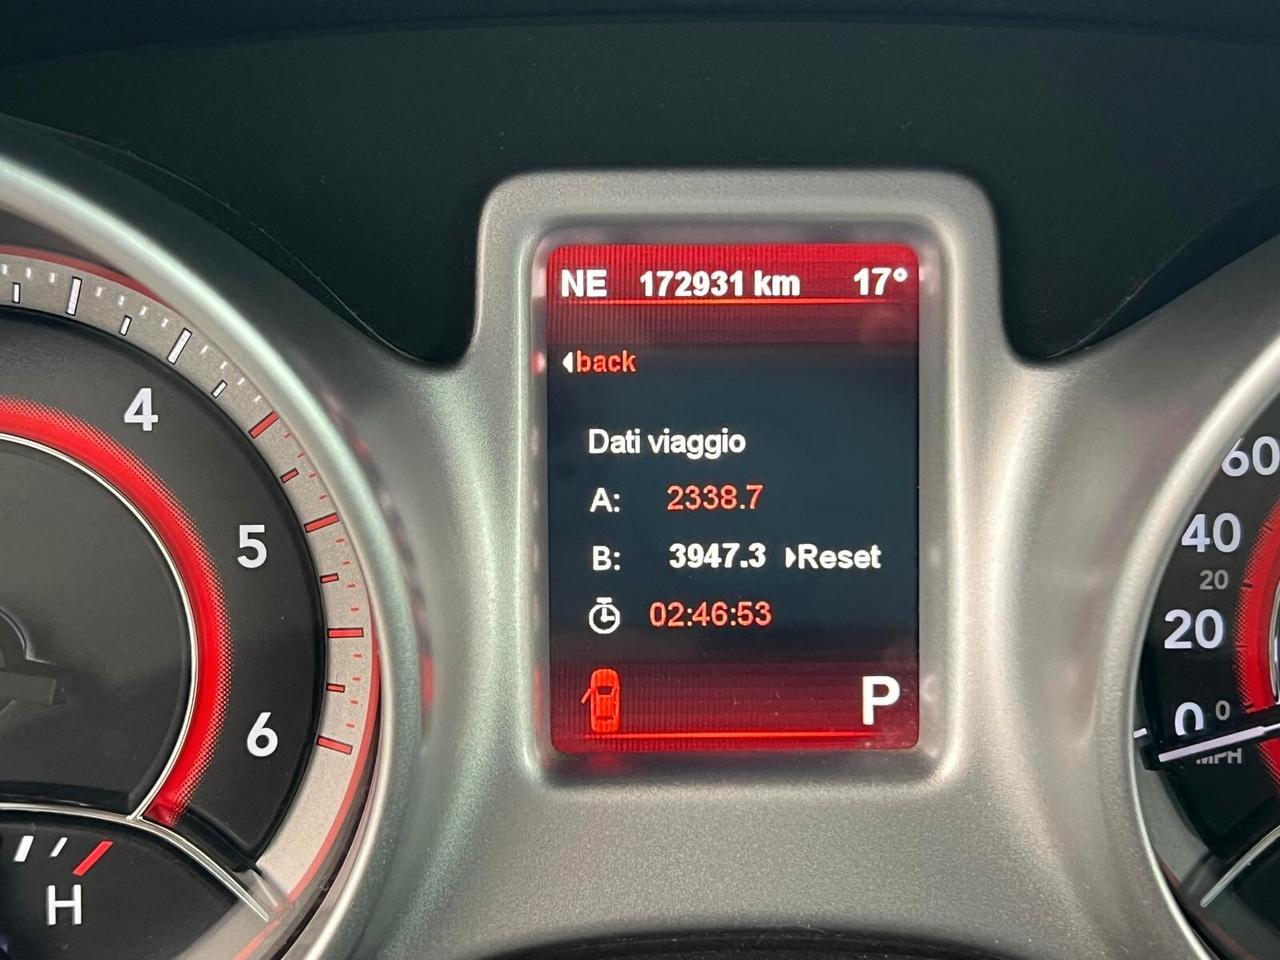 NE 172931 km 17°
back
Dati viaggio
A: 2338.7
B: 3947.3 Reset
02:46:53
P
4
5
6
H
60
40
20
20
0
0
MPH